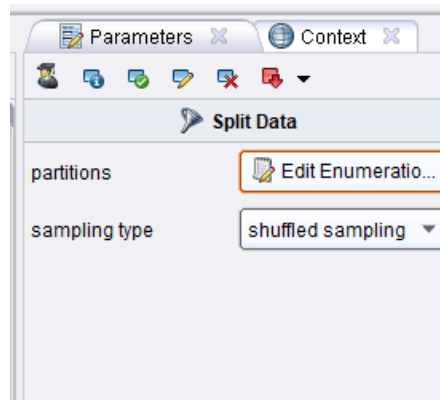 Parameters Context
Split Data
partitions Edit Enumeratio...
sampling type shuffled sampling